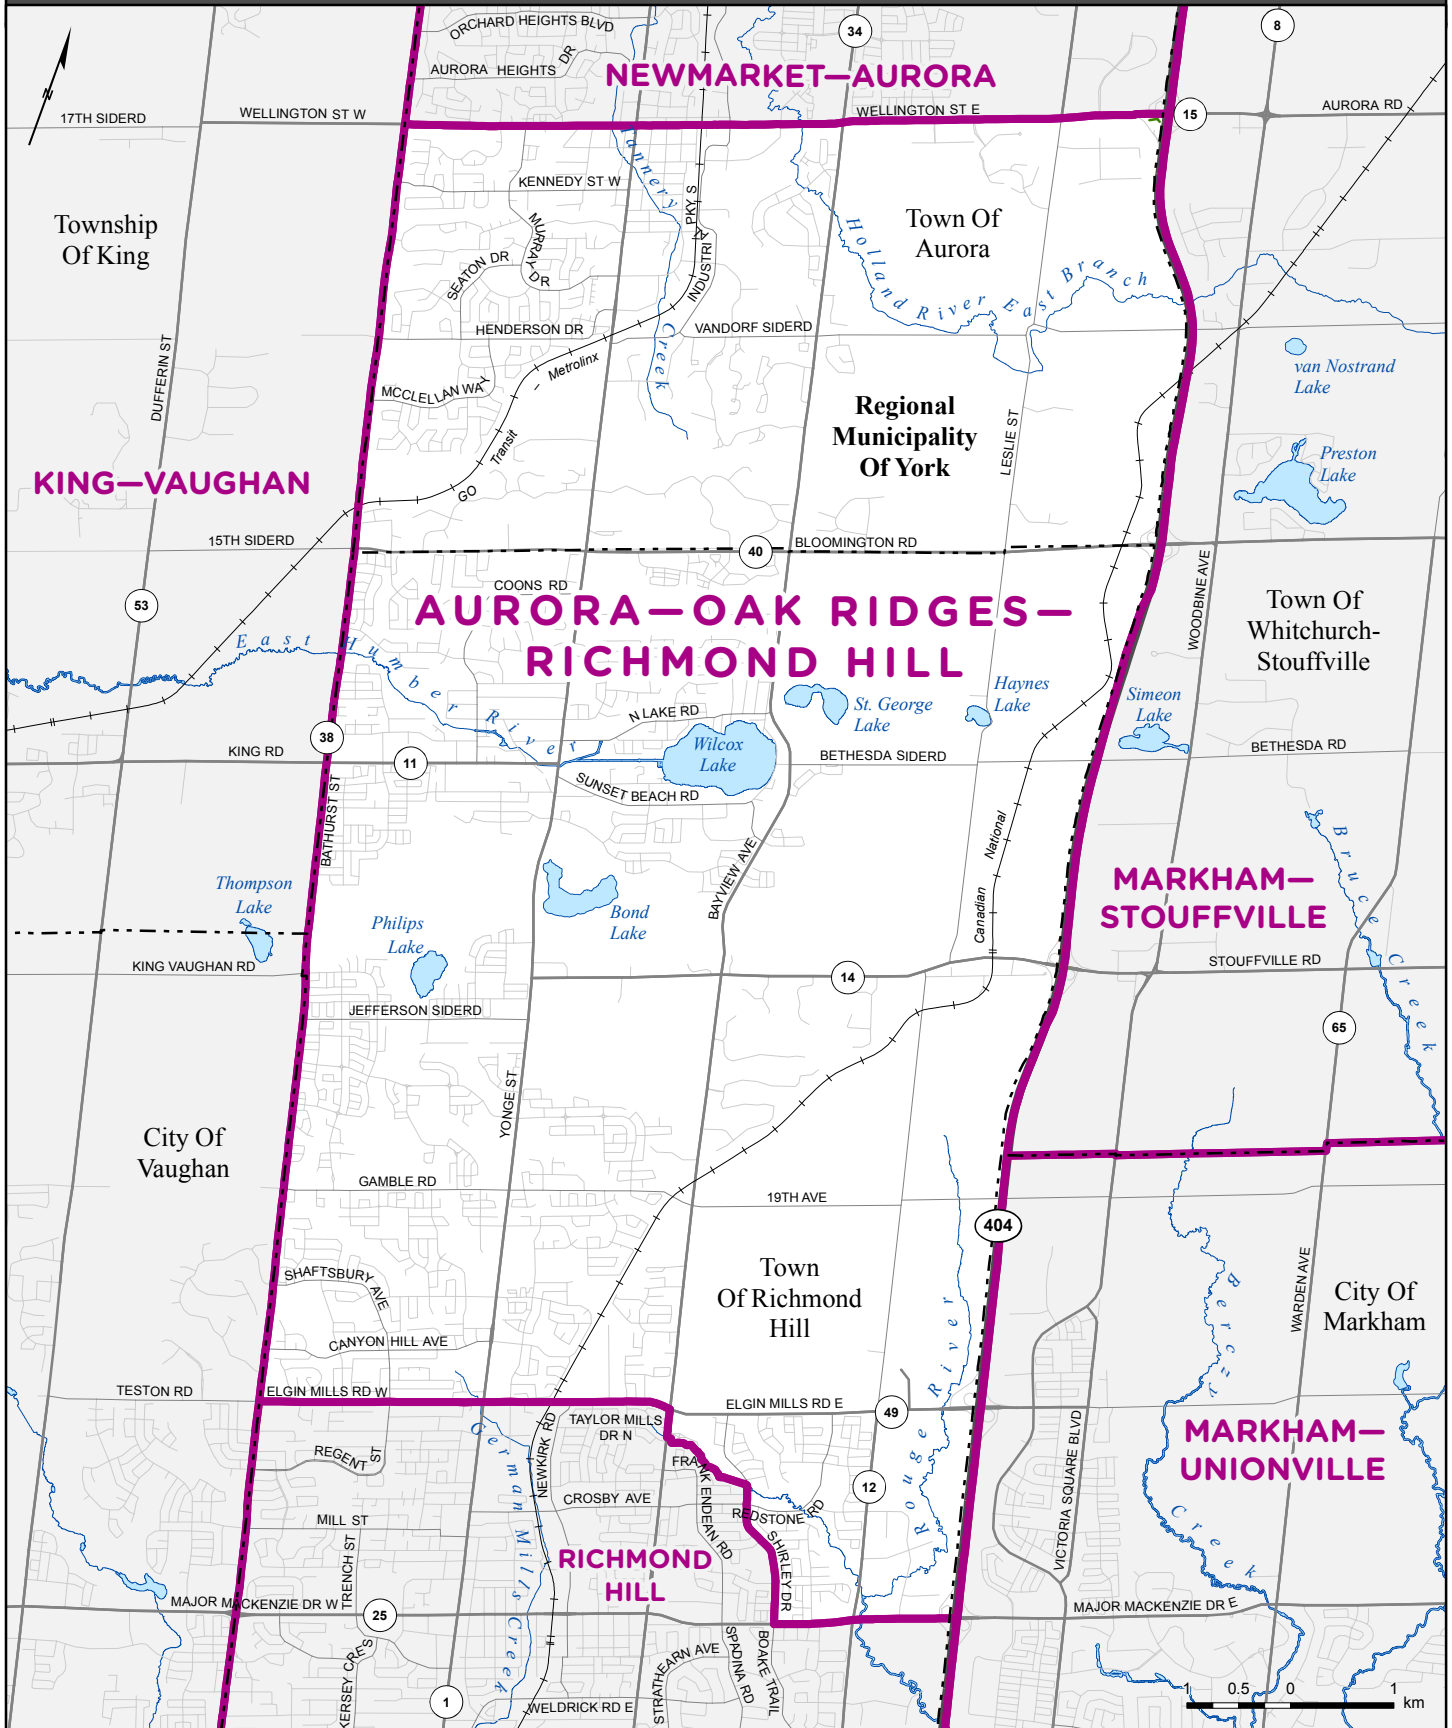 ORCHARD HEIGHTS BLVD
34
8
AURORA HEIGHTS DR
NEWMARKET—AURORA
N
17TH SIDERD
WELLINGTON ST W
WELLINGTON ST E
15
AURORA RD
Tannery Creek
KENNEDY ST W
Township
Of King
MURRAY DR
INDUSTRIAL PKY S
Town Of
Aurora
Holland River East Branch
SEATON DR
HENDERSON DR
VANDORF SIDERD
DUFFERIN ST
Metrolinx
van Nostrand
Lake
MCCLELLAN WAY
Regional
Municipality
Of York
LESLIE ST
GO Transit
Preston
Lake
KING—VAUGHAN
15TH SIDERD
40
BLOOMINGTON RD
53
COONS RD
WOODBINE AVE
AURORA—OAK RIDGES—
RICHMOND HILL
Town Of
Whitchurch-
Stouffville
East Humber River
N LAKE RD
St. George
Lake
Haynes
Lake
Simeon
Lake
38
KING RD
11
Wilcox
Lake
BETHESDA SIDERD
BETHESDA RD
SUNSET BEACH RD
BATHURST ST
BAYVIEW AVE
Canadian National
Bruce Creek
MARKHAM—
STOUFFVILLE
Thompson
Lake
Philips
Lake
Bond
Lake
KING VAUGHAN RD
14
STOUFFVILLE RD
JEFFERSON SIDERD
65
YONGE ST
City Of
Vaughan
GAMBLE RD
19TH AVE
404
Town
Of Richmond
Hill
SHAFTSBURY AVE
CANYON HILL AVE
WARDEN AVE
City Of
Markham
Berczy Creek
Rouge River
TESTON RD
ELGIN MILLS RD W
ELGIN MILLS RD E
49
TAYLOR MILLS
DR N
German Mills Creek
NEWKIRK RD
REGENT ST
FRANK ENDEAN RD
VICTORIA SQUARE BLVD
MARKHAM—
UNIONVILLE
12
CROSBY AVE
REDSTONE RD
MILL ST
TRENCH ST
SHIRLEY DR
RICHMOND
HILL
MAJOR MACKENZIE DR W
25
MAJOR MACKENZIE DR E
KERSEY CRES
STRATHEARN AVE
SPADINA RD
BOAKE TRAIL
1
WELDRICK RD E
1 0.5 0 1
km